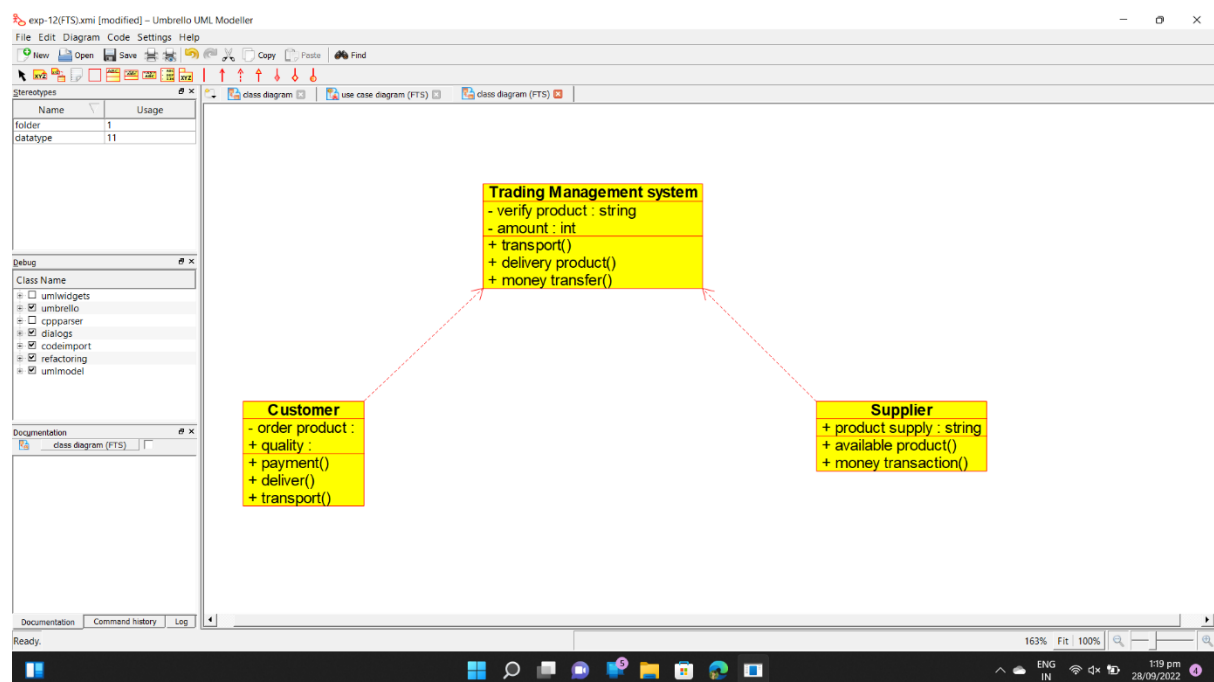 exp-12(FTS).xmi [modified] – Umbrello UML Modeller
File Edit Diagram Code Settings Help
New Open Save Copy Paste Find
Stereotypes
class diagram use case diagram (FTS) class diagram (FTS)
Name Usage
folder 1
datatype 11
Trading Management system
- verify product : string
- amount : int
+ transport()
+ delivery product()
+ money transfer()
Debug
Class Name
umlwidgets
umbrello
cppparser
dialogs
codeimport
refactoring
umlmodel
Customer
- order product :
+ quality :
+ payment()
+ deliver()
+ transport()
Supplier
+ product supply : string
+ available product()
+ money transaction()
Documentation
class diagram (FTS)
Documentation Command history Log
Ready.
163% Fit 100%
5
ENG
IN
1:19 pm
28/09/2022
4